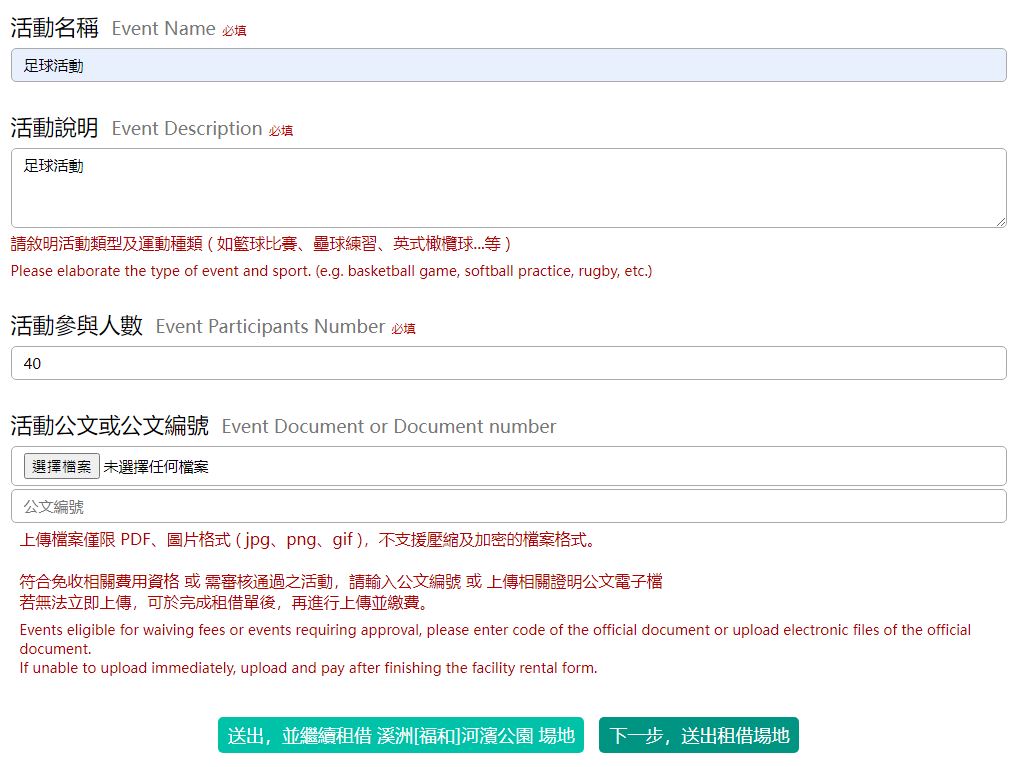 活動名稱 Event Name 必填
足球活動
活動說明 Event Description 必填
足球活動
請敘明活動類型及運動種類 ( 如籃球比賽、壘球練習、英式橄欖球...等 )
Please elaborate the type of event and sport. (e.g. basketball game, softball practice, rugby, etc.)
活動參與人數 Event Participants Number 必填
40
活動公文或公文編號 Event Document or Document number
選擇檔案 未選擇任何檔案
公文編號
上傳檔案僅限 PDF、圖片格式 ( jpg、png、gif )，不支援壓縮及加密的檔案格式。
符合免收相關費用資格 或 需審核通過之活動，請輸入公文編號 或 上傳相關證明公文電子檔
若無法立即上傳，可於完成租借單後，再進行上傳並繳費。
Events eligible for waiving fees or events requiring approval, please enter code of the official document or upload electronic files of the official
document.
If unable to upload immediately, upload and pay after finishing the facility rental form.
送出，並繼續租借 溪洲[福和]河濱公園 場地 下一步，送出租借場地